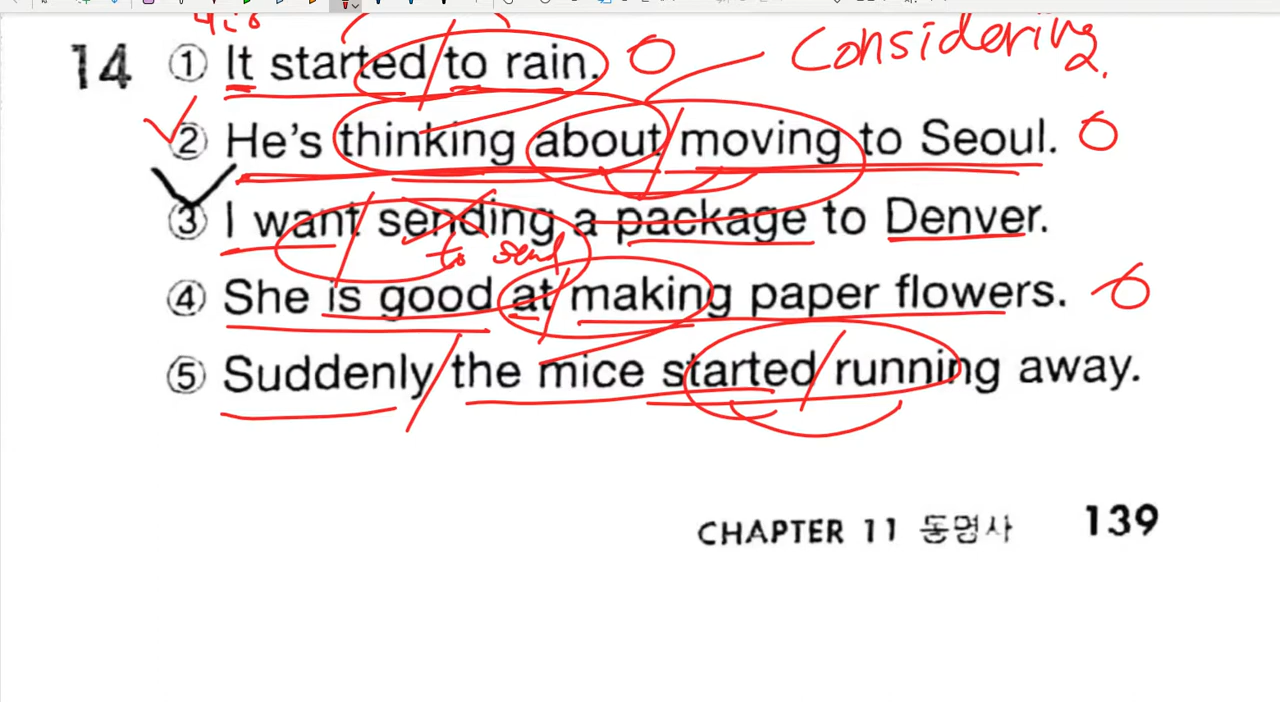 Considering
14 ① It started to rain. O
② He's thinking about moving to Seoul. O
③ I want sending a package to Denver.
to send
④ She is good at making paper flowers. O
⑤ Suddenly the mice started running away.
CHAPTER 11 동명사 139